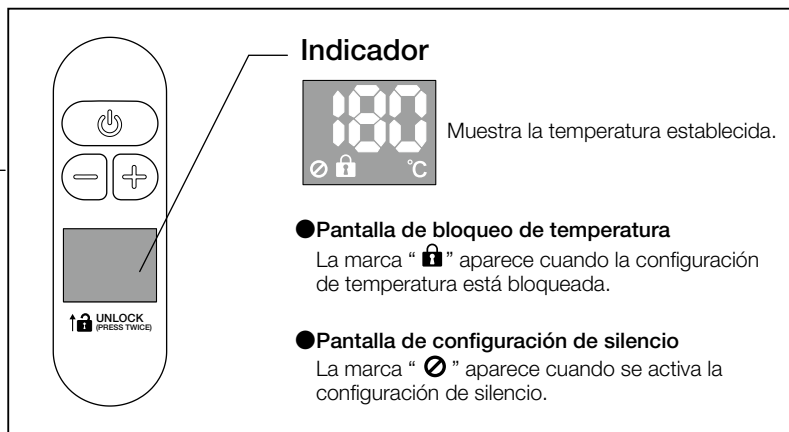 Indicador
180
°C
Muestra la temperatura establecida.
●Pantalla de bloqueo de temperatura
La marca “ ” aparece cuando la configuración
de temperatura está bloqueada.
●Pantalla de configuración de silencio
La marca “ ” aparece cuando se activa la
configuración de silencio.
UNLOCK
(PRESS TWICE)